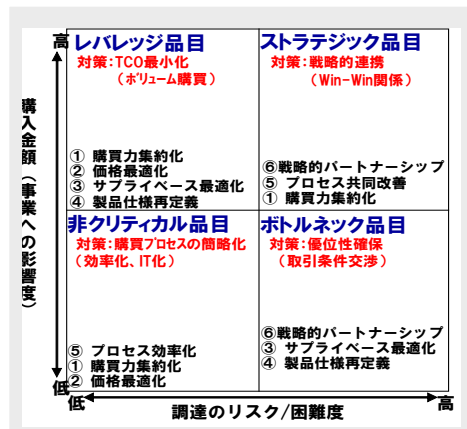 高
レバレッジ品目
対策:TCO最小化
(ボリューム購買)
① 購買力集約化
② 価格最適化
③ サプライベース最適化
④ 製品仕様再定義
ストラテジック品目
対策:戦略的連携
(Win-Win関係)
⑥戦略的パートナーシップ
⑤ プロセス共同改善
① 購買力集約化
購入金額(事業への影響度)
非クリティカル品目
対策:購買プロセスの簡略化
(効率化、IT化)
⑤ プロセス効率化
① 購買力集約化
② 価格最適化
ボトルネック品目
対策:優位性確保
(取引条件交渉)
⑥戦略的パートナーシップ
③ サプライベース最適化
④ 製品仕様再定義
低
低
調達のリスク/困難度
高